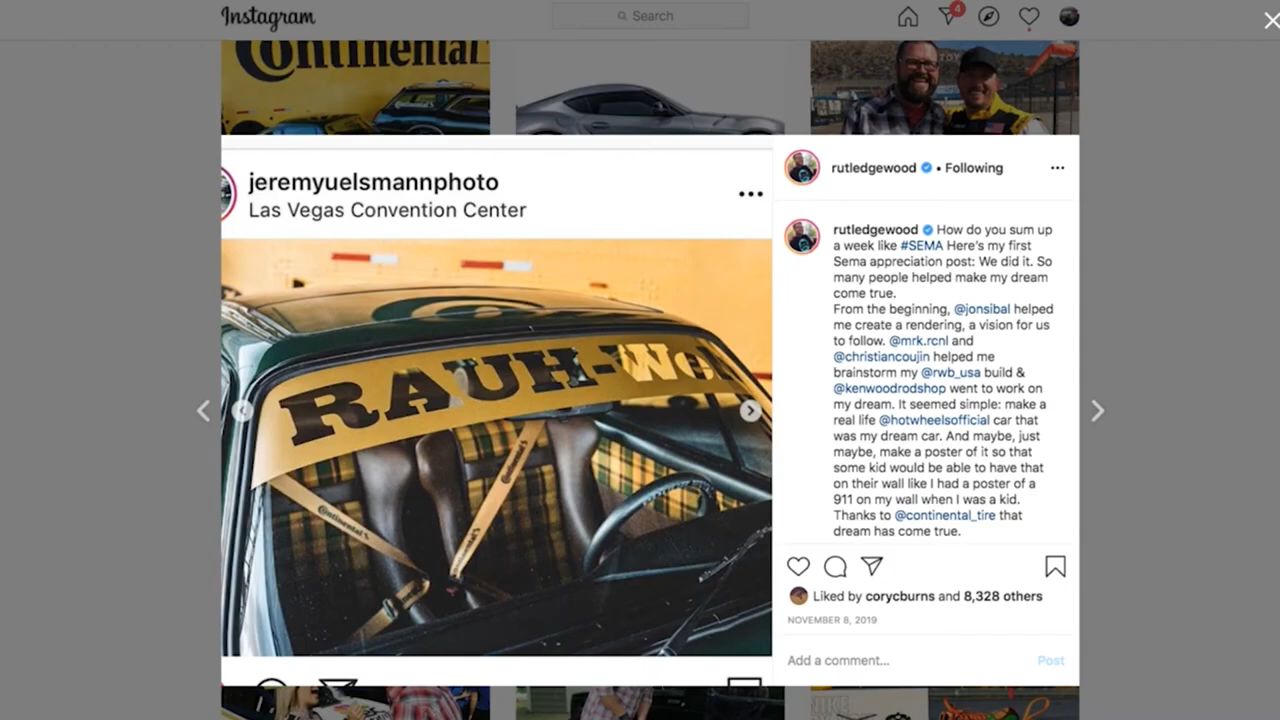 Instagram
Search
4
Continental
TOY
jeremyuelsmannphoto
Las Vegas Convention Center
RAUH-We
Continental
Continental
rutledgewood • Following
rutledgewood How do you sum up
a week like #SEMA Here's my first
Sema appreciation post: We did it. So
many people helped make my dream
come true.
From the beginning, @jonsibal helped
me create a rendering, a vision for us
to follow. @mrk.rcnl and
@christiancoujin helped me
brainstorm my @rwb_usa build &
@kenwoodrodshop went to work on
my dream. It seemed simple: make a
real life @hotwheelsofficial car that
was my dream car. And maybe, just
maybe, make a poster of it so that
some kid would be able to have that
on their wall like I had a poster of a
911 on my wall when I was a kid.
Thanks to @continental_tire that
dream has come true.
Liked by corycburns and 8,328 others
NOVEMBER 8, 2019
Add a comment...
Post
NIKE